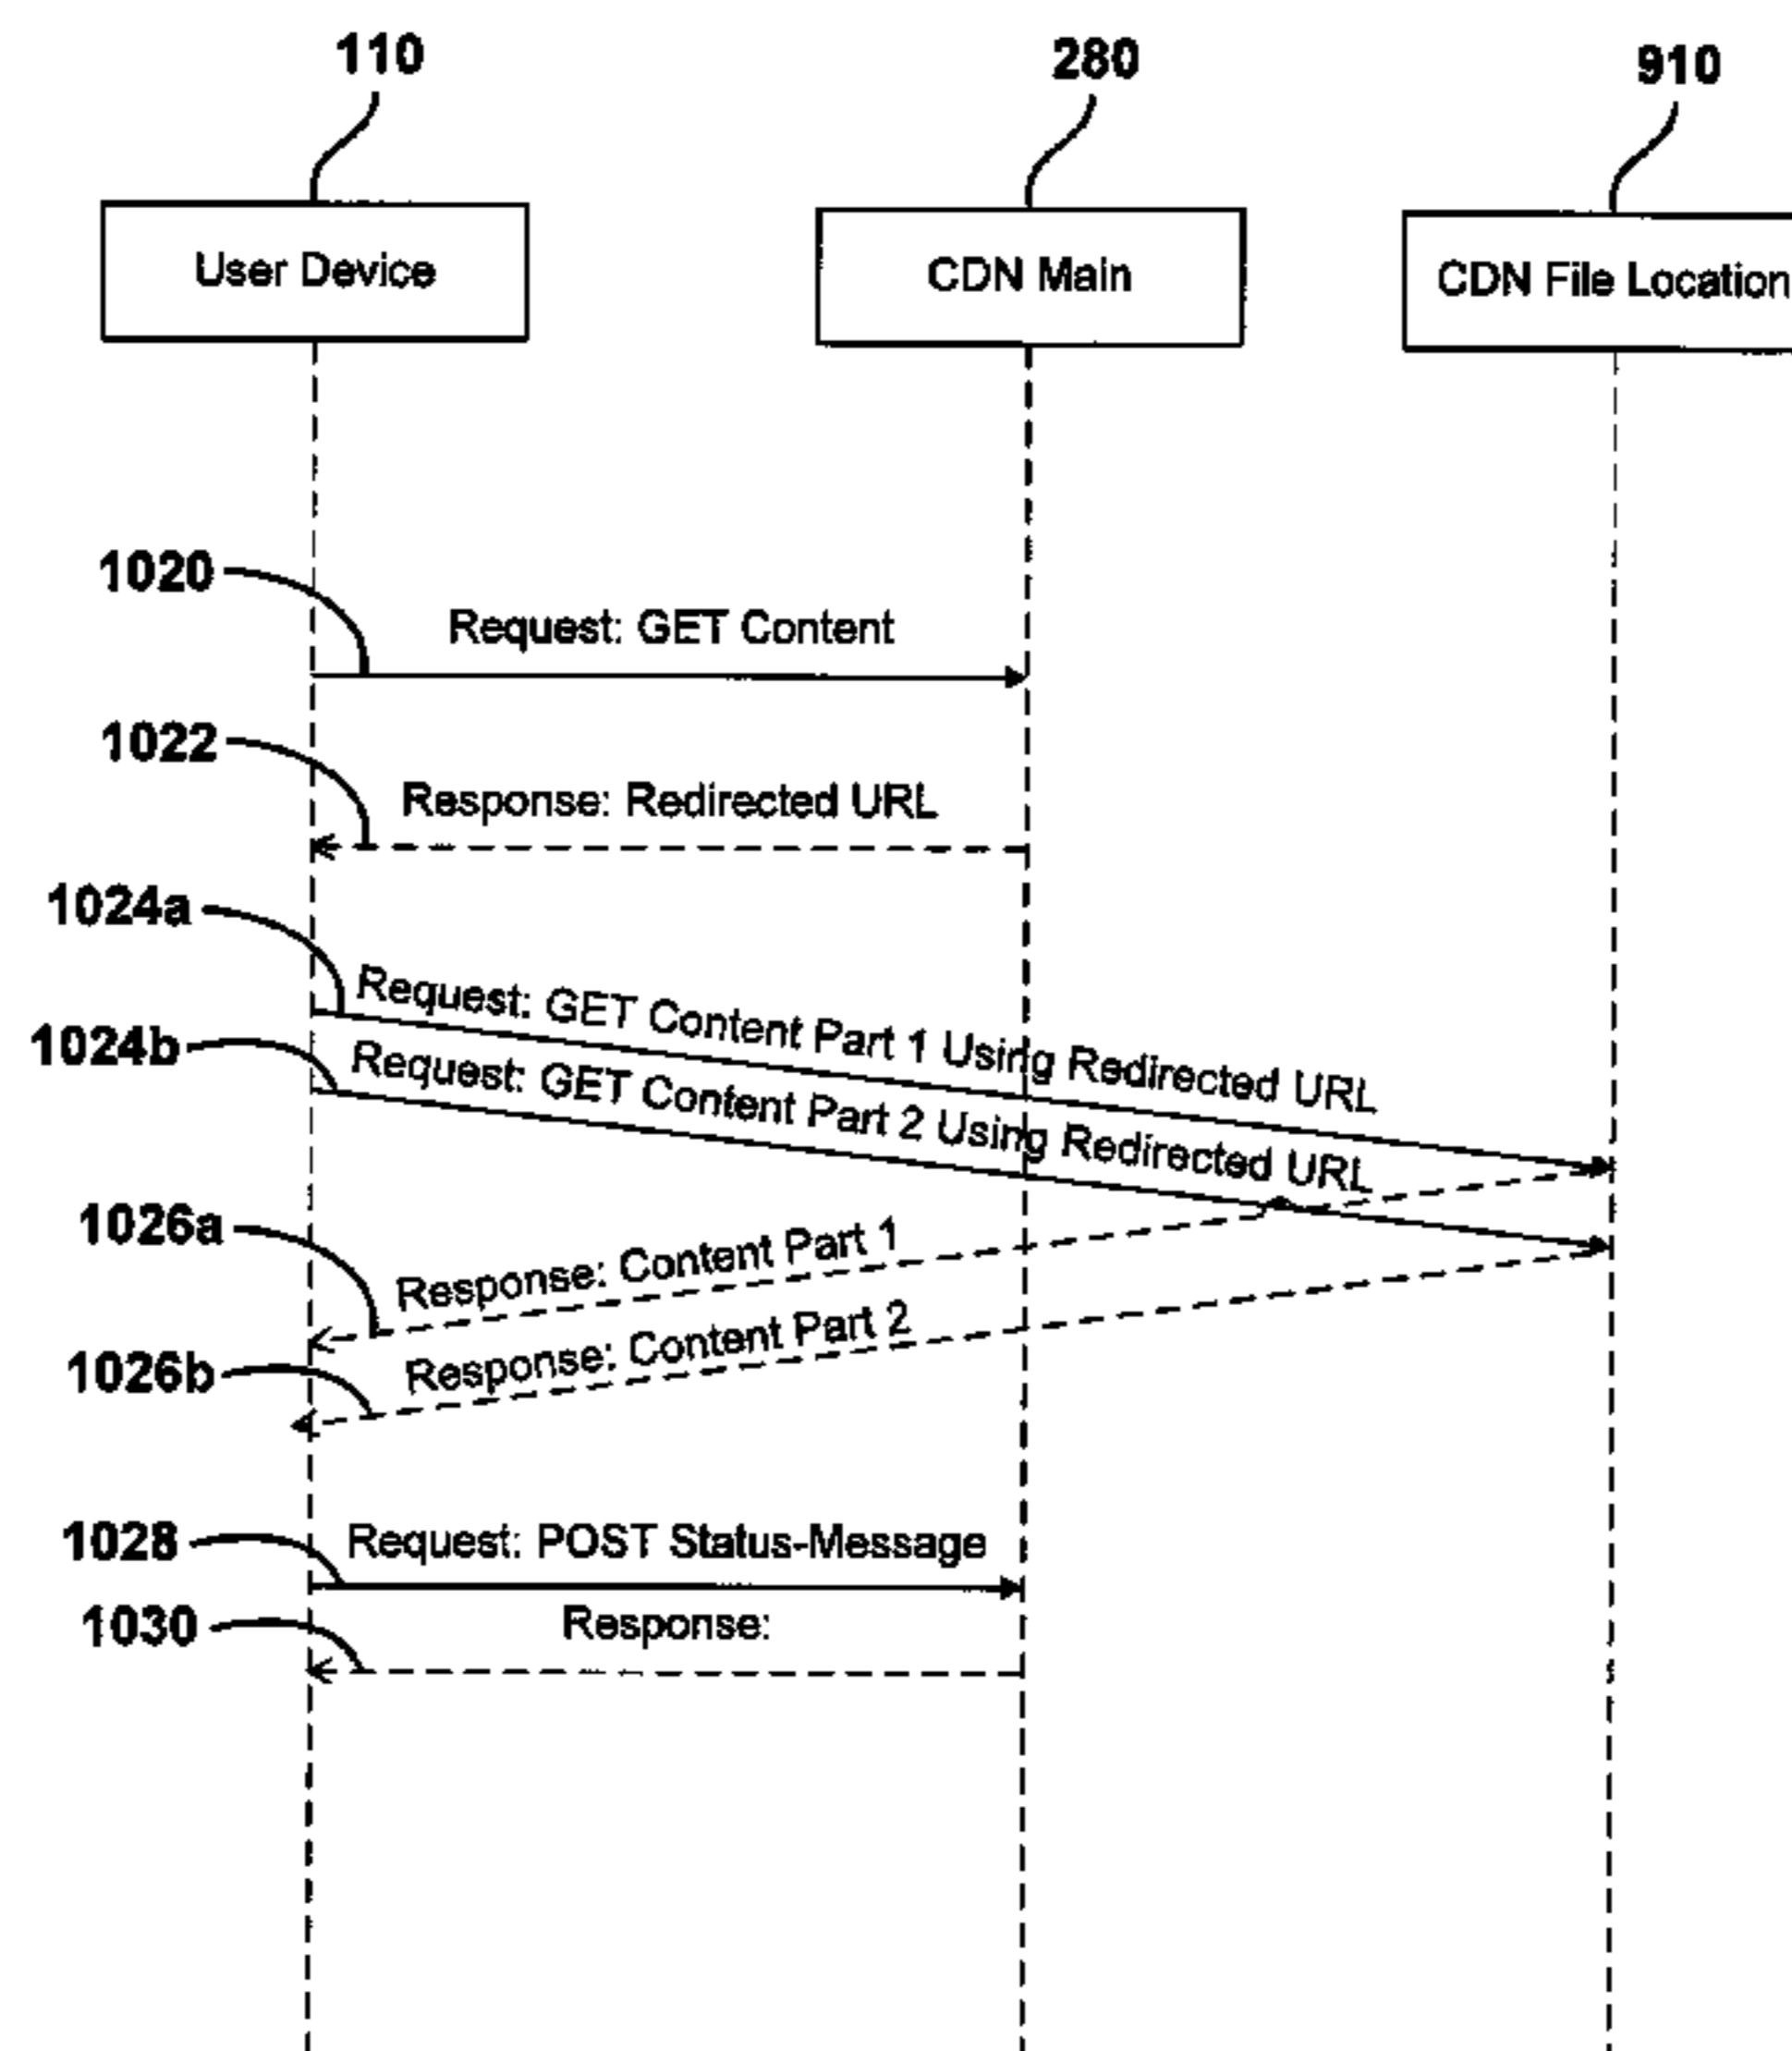 110
280
910
User Device
CDN Main
CDN File Location
1020
Request: GET Content
1022
Response: Redirected URL
1024a
Request: GET Content Part 1 Using Redirected URL
1024b
Request: GET Content Part 2 Using Redirected URL
1026a
Response: Content Part 1
1026b
Response: Content Part 2
1028
Request: POST Status-Message
1030
Response: